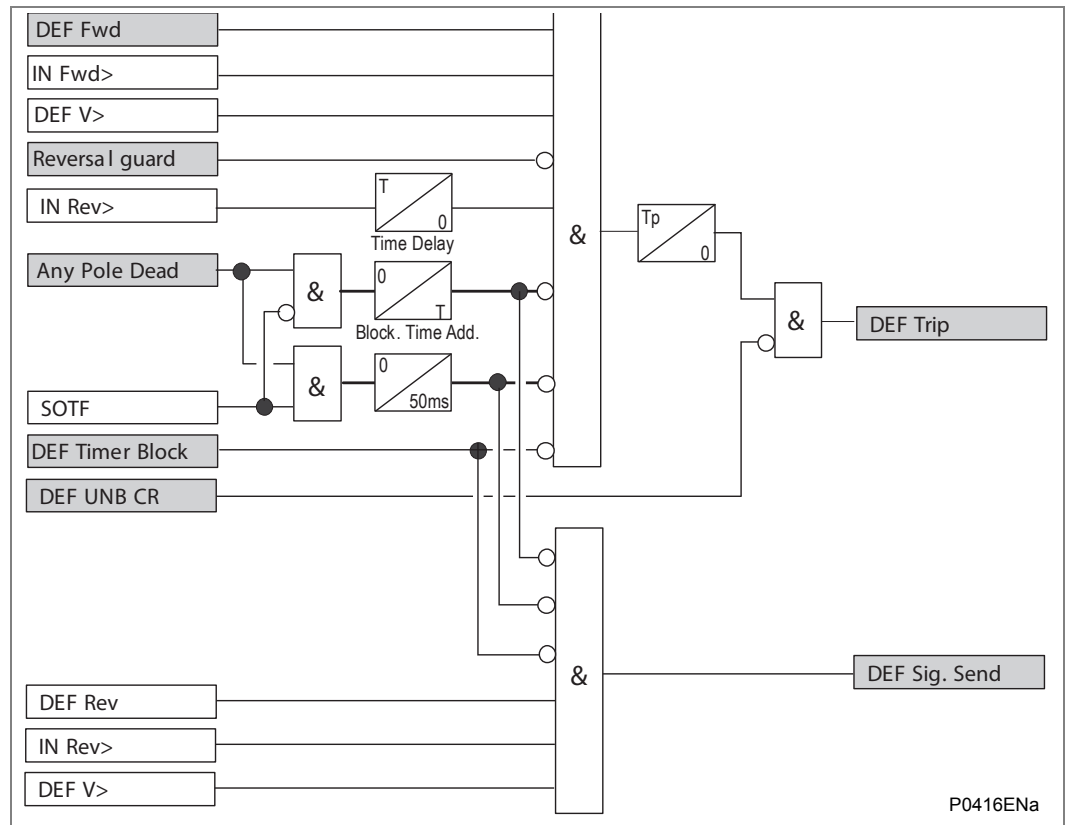 DEF Fwd
IN Fwd>
DEF V>
Reversal guard
IN Rev>
T
0
Time Delay
&
Tp
0
Any Pole Dead
&
0
T
Block. Time Add.
&
DEF Trip
&
0
50ms
SOTF
DEF Timer Block
DEF UNB CR
&
DEF Sig. Send
DEF Rev
IN Rev>
DEF V>
P0416ENa